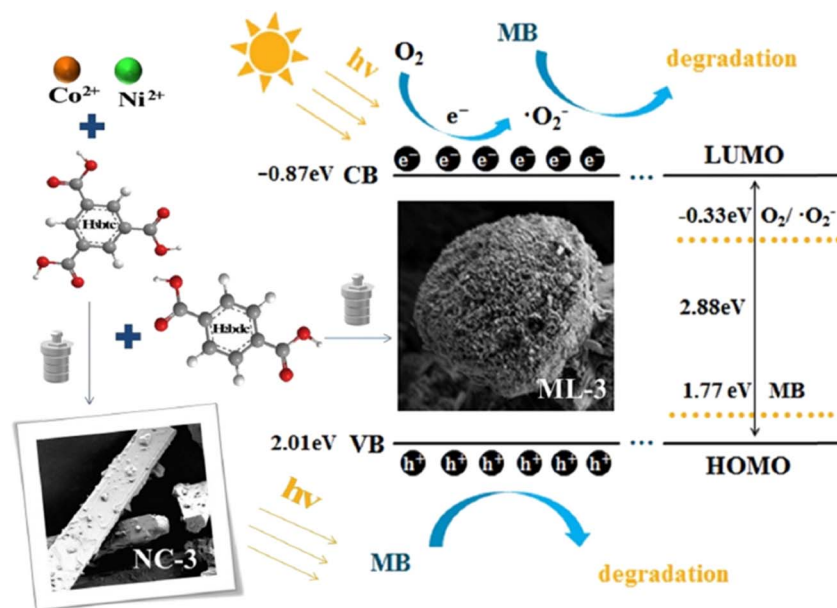 hν
O₂
MB
degradation
Co²⁺
Ni²⁺
e⁻
·O₂⁻
e⁻ e⁻ e⁻ e⁻ e⁻ e⁻
...
LUMO
-0.87eV CB
H₃btc
-0.33eV O₂/ ·O₂⁻
H₂bdc
2.88eV
ML-3
1.77 eV MB
2.01eV VB
...
h⁺ h⁺ h⁺ h⁺ h⁺ h⁺
HOMO
hν
NC-3
MB
degradation